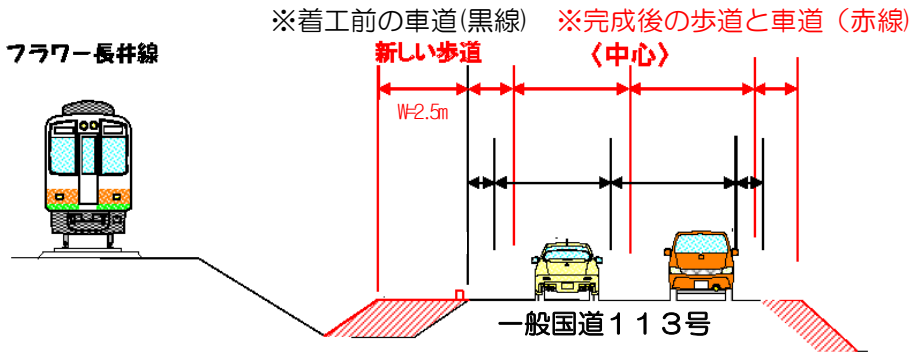 ※着工前の車道(黒線) ※完成後の歩道と車道（赤線)
フラワー長井線
新しい歩道
〈中心〉
W=2.5m
一般国道１１３号